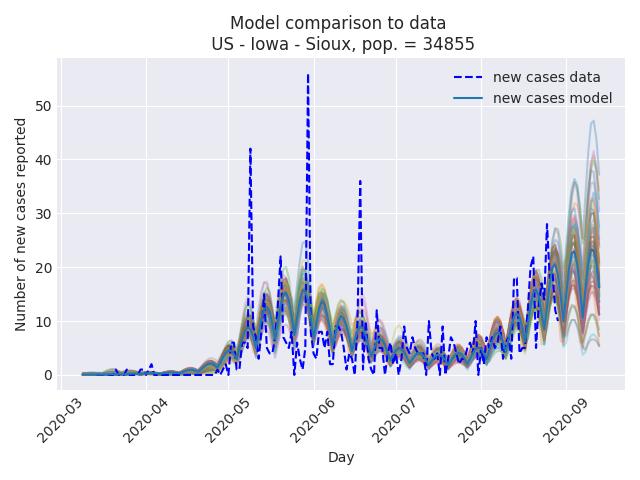 Model comparison to data
US - Iowa - Sioux, pop. = 34855
new cases data
new cases model
Number of new cases reported
50
40
30
20
10
0
2020-03
2020-04
2020-05
2020-06
2020-07
2020-08
2020-09
Day